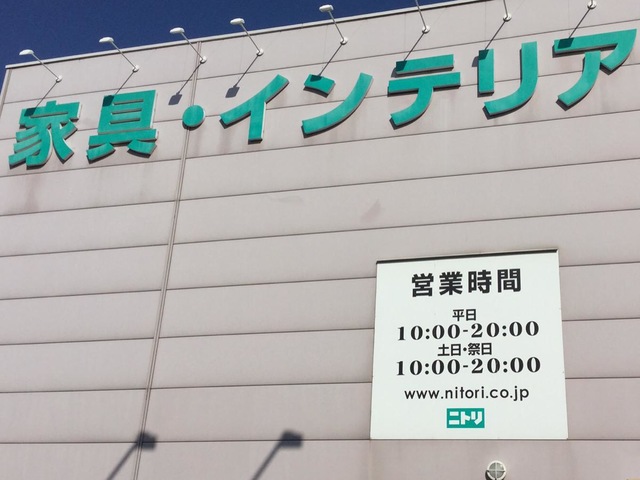 家具・インテリア
営業時間
平日
10:00-20:00
土日・祭日
10:00-20:00
www.nitori.co.jp
ニトリ